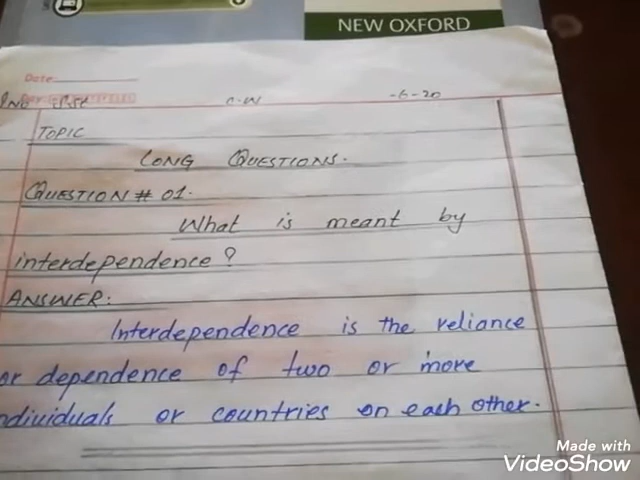 NEW OXFORD
Date:
C-W -6-20
TOPIC
LONG QUESTIONS.
QUESTION # 01.
What is meant by
interdependence?
ANSWER:
Interdependence is the reliance
or dependence of two or more
ndividuals or countries on each other.
Made with
VideoShow